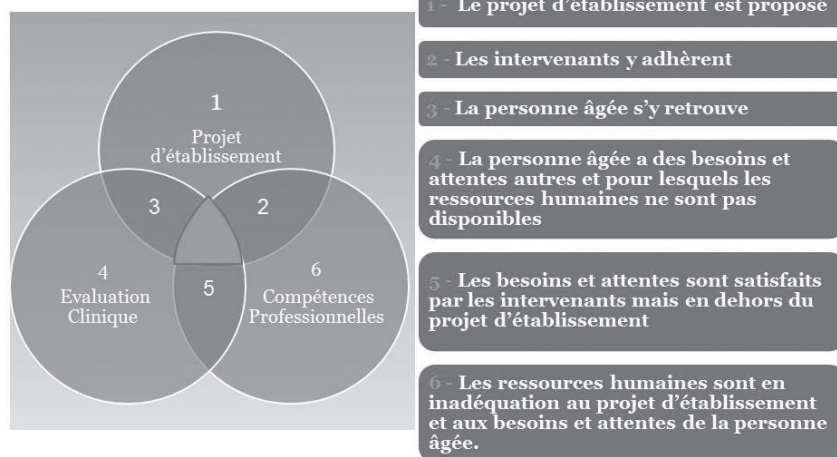 1
Projet
d'établissement
3
2
4
Evaluation
Clinique
5
6
Compétences
Professionnelles
1 - Le projet d'établissement est proposé
2 - Les intervenants y adhèrent
3 - La personne âgée s'y retrouve
4 - La personne âgée a des besoins et
attentes autres et pour lesquels les
ressources humaines ne sont pas
disponibles
5 - Les besoins et attentes sont satisfaits
par les intervenants mais en dehors du
projet d'établissement
6 - Les ressources humaines sont en
inadéquation au projet d'établissement
et aux besoins et attentes de la personne
âgée.